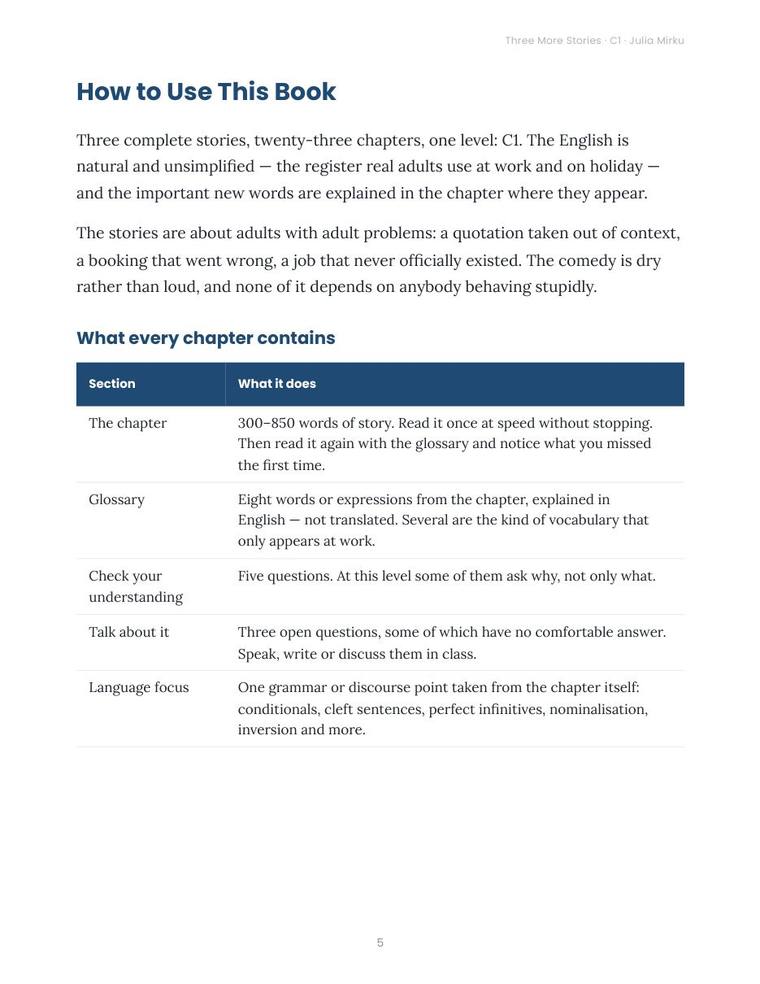 Three More Stories · C1 · Julia Mirku
How to Use This Book
Three complete stories, twenty-three chapters, one level: C1. The English is
natural and unsimplified — the register real adults use at work and on holiday —
and the important new words are explained in the chapter where they appear.
The stories are about adults with adult problems: a quotation taken out of context,
a booking that went wrong, a job that never officially existed. The comedy is dry
rather than loud, and none of it depends on anybody behaving stupidly.
What every chapter contains
Section What it does
The chapter 300–850 words of story. Read it once at speed without stopping.
Then read it again with the glossary and notice what you missed
the first time.
Glossary Eight words or expressions from the chapter, explained in
English — not translated. Several are the kind of vocabulary that
only appears at work.
Check your Five questions. At this level some of them ask why, not only what.
understanding
Talk about it Three open questions, some of which have no comfortable answer.
Speak, write or discuss them in class.
Language focus One grammar or discourse point taken from the chapter itself:
conditionals, cleft sentences, perfect infinitives, nominalisation,
inversion and more.
5